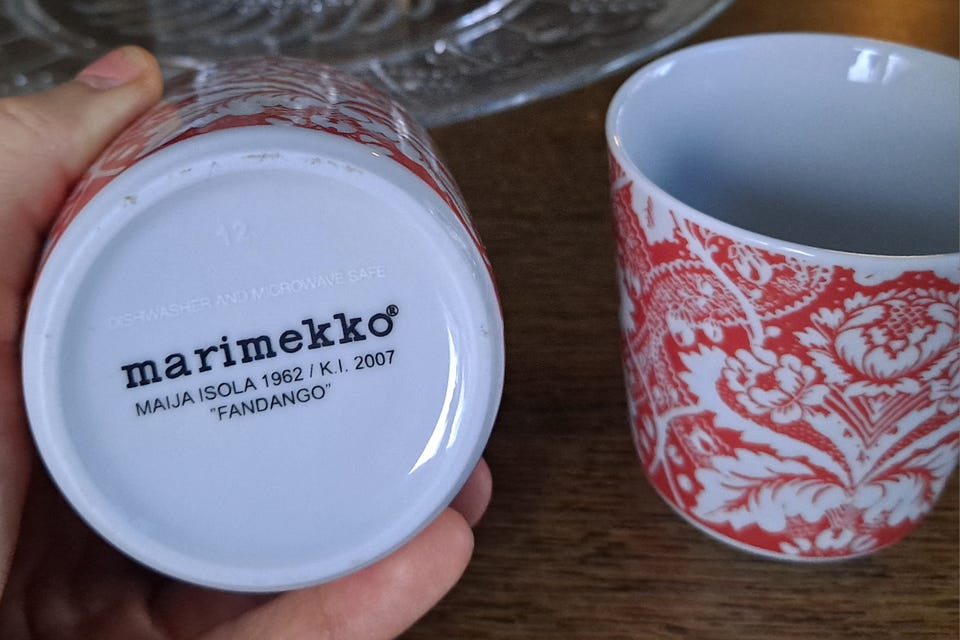 12
DISHWASHER AND MICROWAVE SAFE
marimekko®
MAIJA ISOLA 1962 / K.I. 2007
"FANDANGO"